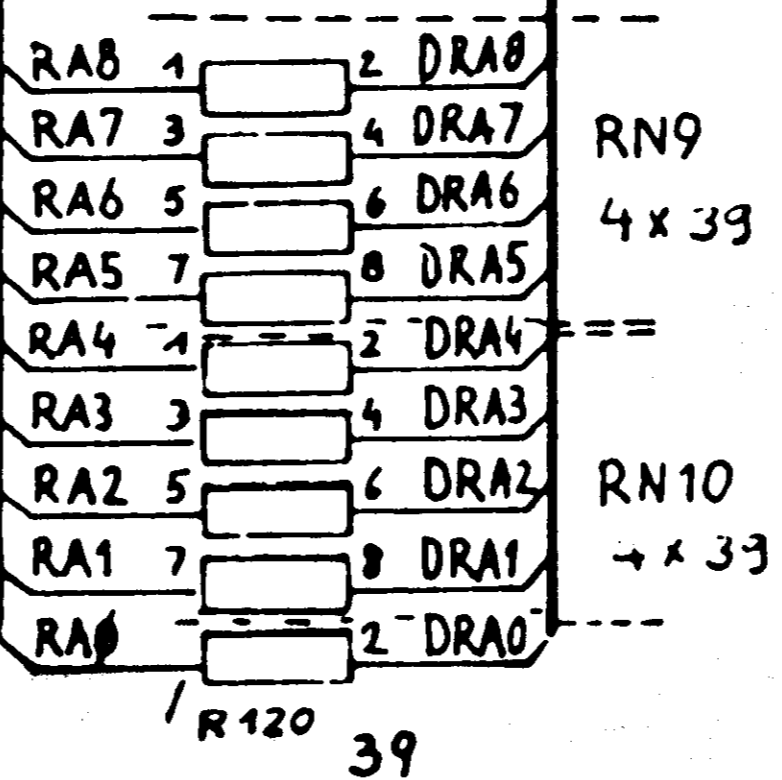 RA8 1 2 DRA8
RA7 3 4 DRA7
RN9
RA6 5 6 DRA6
4 x 39
RA5 7 8 DRA5
RA4 1 2 DRA4
RA3 3 4 DRA3
RA2 5 6 DRA2
RN10
RA1 7 8 DRA1
x 39
RAØ 2 DRA0
R120
39